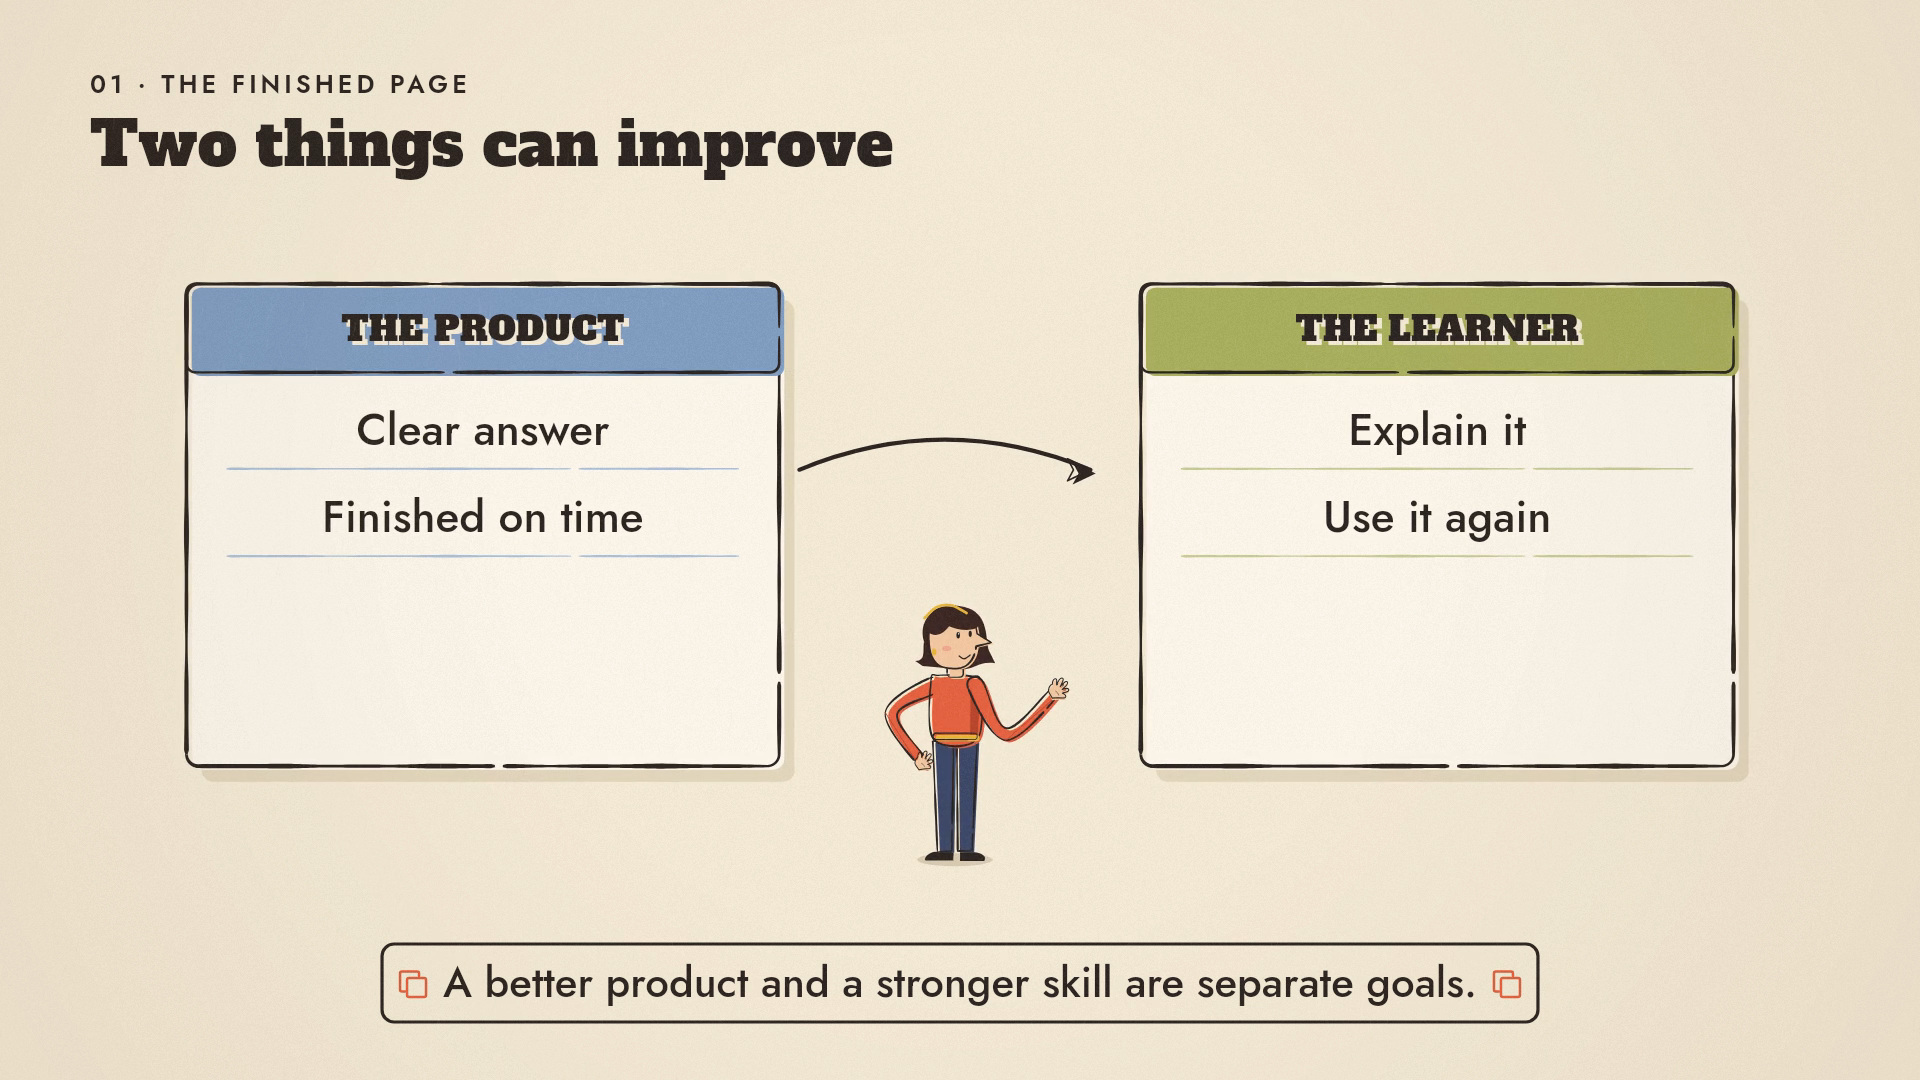 01 · THE FINISHED PAGE
Two things can improve
THE PRODUCT
Clear answer
Finished on time
THE LEARNER
Explain it
Use it again
A better product and a stronger skill are separate goals.